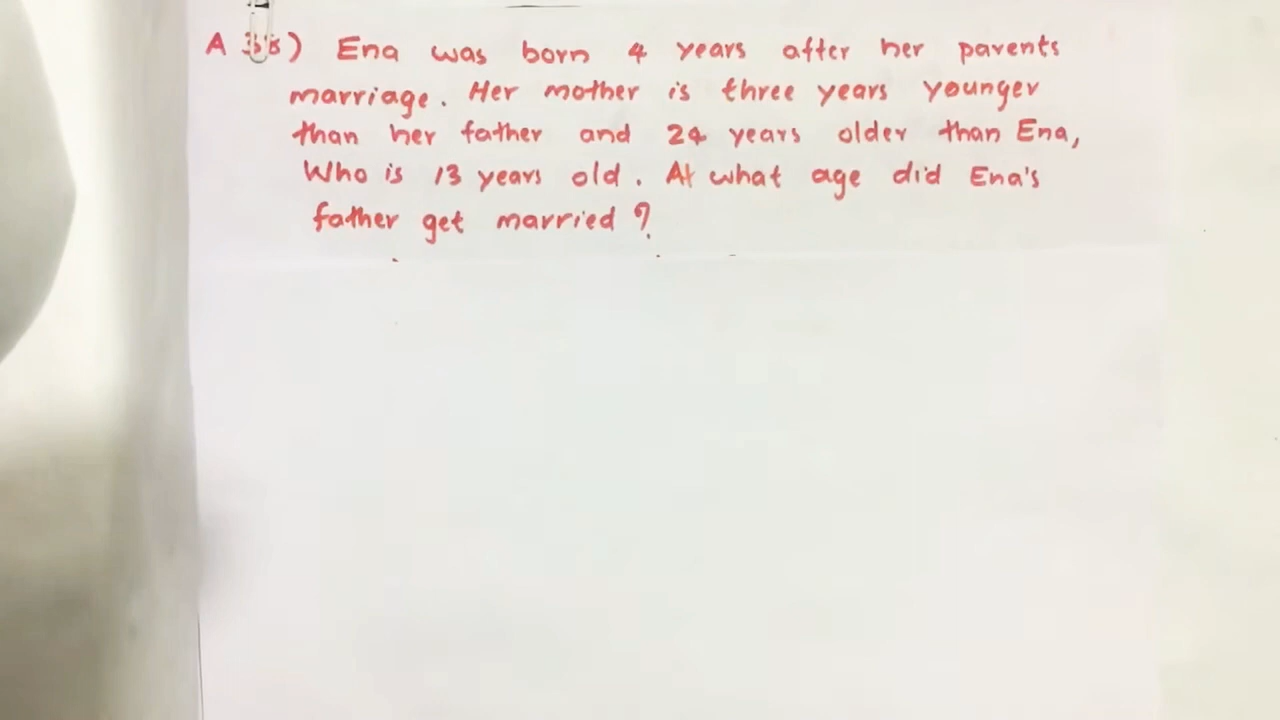 A
Ena was born 4 years after her parents
marriage. Her mother is three years younger
than her father and 24 years older than Ena,
Who is 13 years old. At what age did Ena's
father get married ?